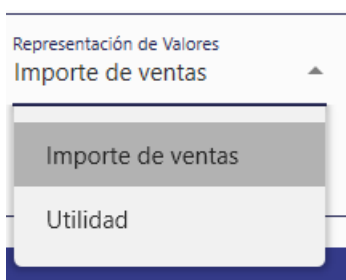 Representación de Valores
Importe de ventas
Importe de ventas
Utilidad